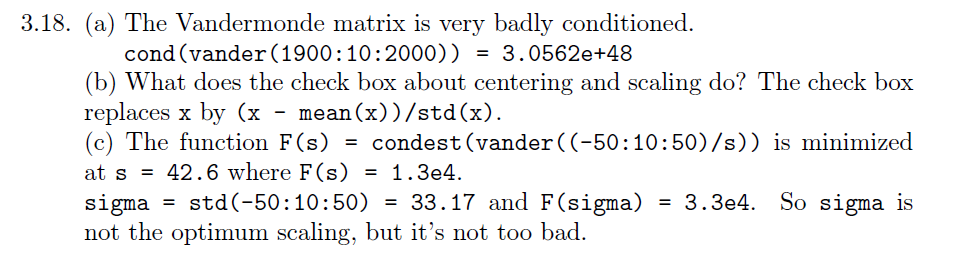 3.18. (a) The Vandermonde matrix is very badly conditioned.
cond(vander(1900:10:2000)) = 3.0562e+48
(b) What does the check box about centering and scaling do? The check box
replaces x by (x - mean(x))/std(x).
(c) The function F(s) = condest(vander((-50:10:50)/s)) is minimized
at s = 42.6 where F(s) = 1.3e4.
sigma = std(-50:10:50) = 33.17 and F(sigma) = 3.3e4. So sigma is
not the optimum scaling, but it's not too bad.